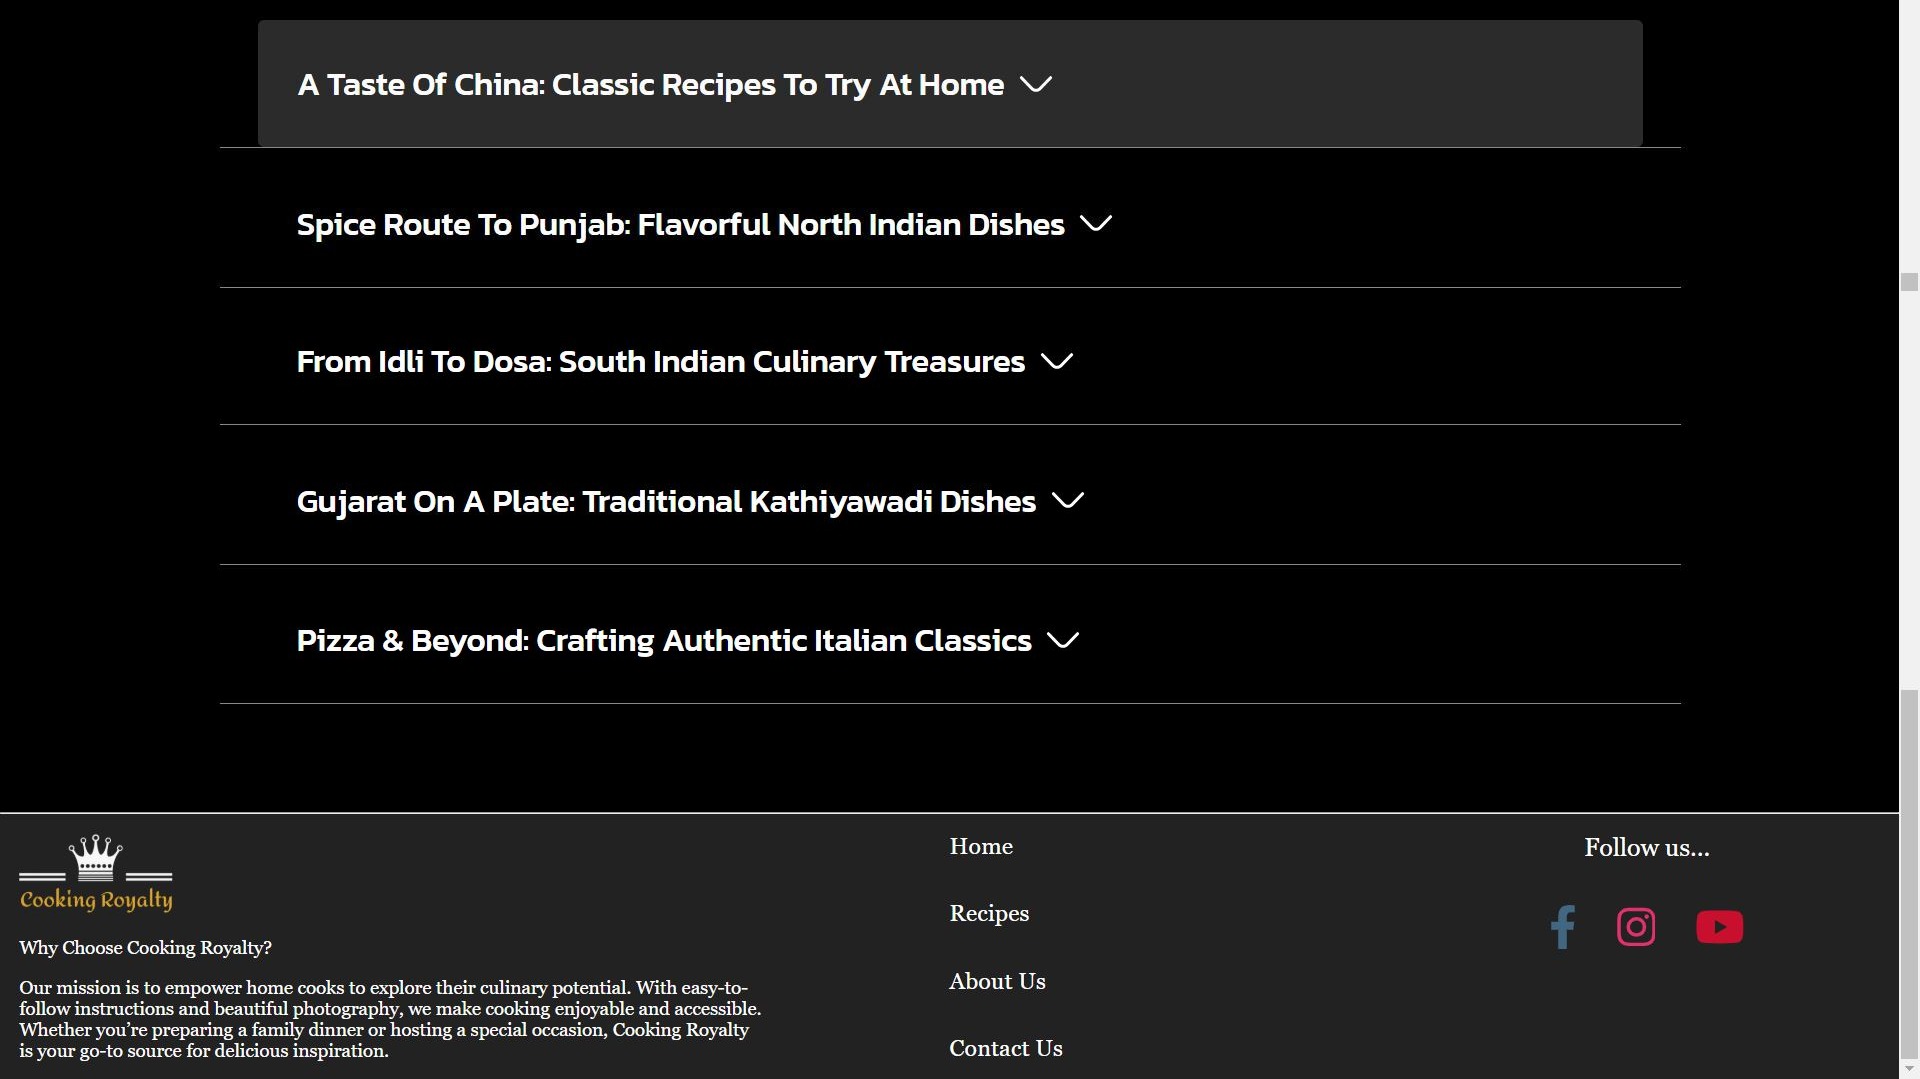 A Taste Of China: Classic Recipes To Try At Home
Spice Route To Punjab: Flavorful North Indian Dishes
From Idli To Dosa: South Indian Culinary Treasures
Gujarat On A Plate: Traditional Kathiyawadi Dishes
Pizza & Beyond: Crafting Authentic Italian Classics
Cooking Royalty
Why Choose Cooking Royalty?
Our mission is to empower home cooks to explore their culinary potential. With easy-to-
follow instructions and beautiful photography, we make cooking enjoyable and accessible.
Whether you’re preparing a family dinner or hosting a special occasion, Cooking Royalty
is your go-to source for delicious inspiration.
Home
Recipes
About Us
Contact Us
Follow us...